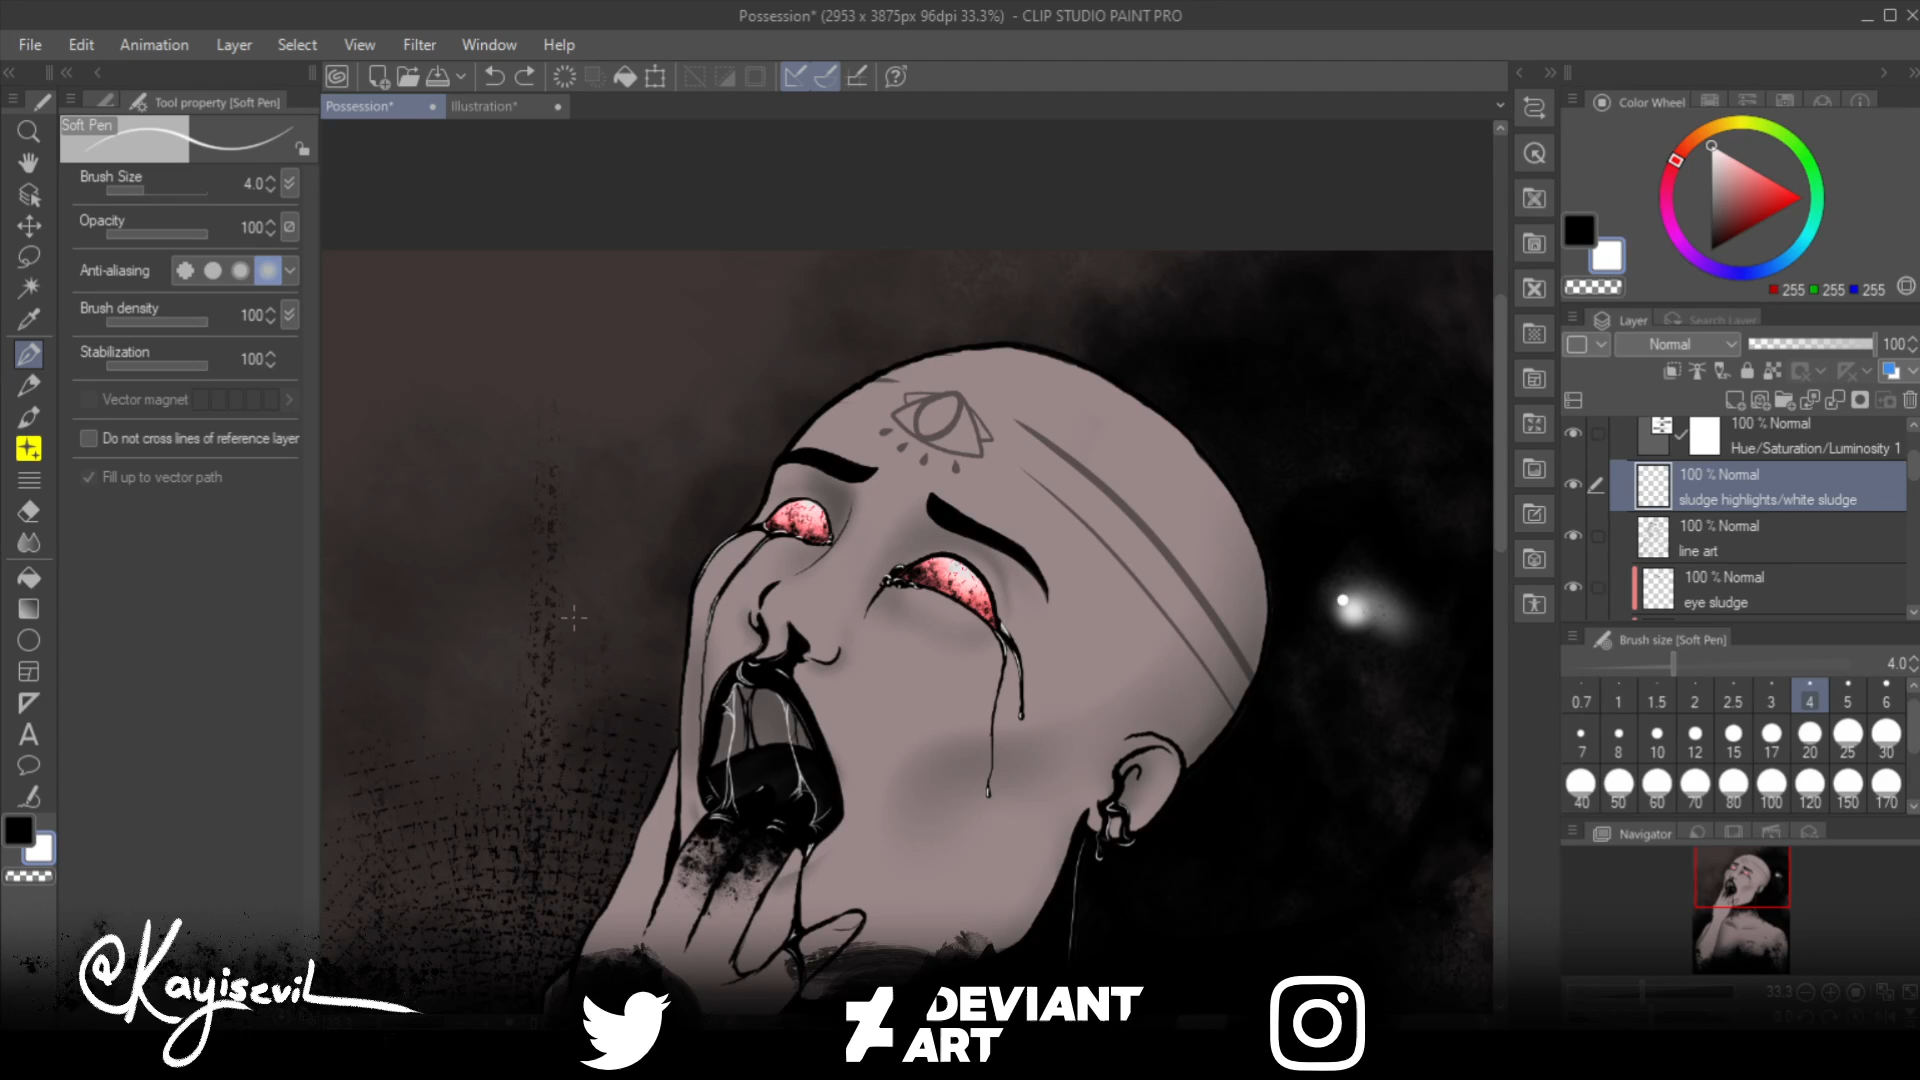 Possession* (2953 x 3875px 96dpi 33.3%) - CLIP STUDIO PAINT PRO
File Edit Animation Layer Select View Filter Window Help
Tool property [Soft Pen]
Possession* Illustration*
Color Wheel
Soft Pen
Brush Size 4.0
Opacity 100
Anti-aliasing
Brush density 100
Stabilization 100
Vector magnet
Do not cross lines of reference layer
Fill up to vector path
255 255 255
Layer Search Layer
Normal 100
100 % Normal
Hue/Saturation/Luminosity 1
100 % Normal
sludge highlights/white sludge
100 % Normal
line art
100 % Normal
eye sludge
Brush size [Soft Pen]
4.0
0.7 1 1.5 2 2.5 3 4 5 6
7 8 10 12 15 17 20 25 30
40 50 60 70 80 100 120 150 170
Navigator
33.3
0.0
A
@Kayisevil
DEVIANT
ART